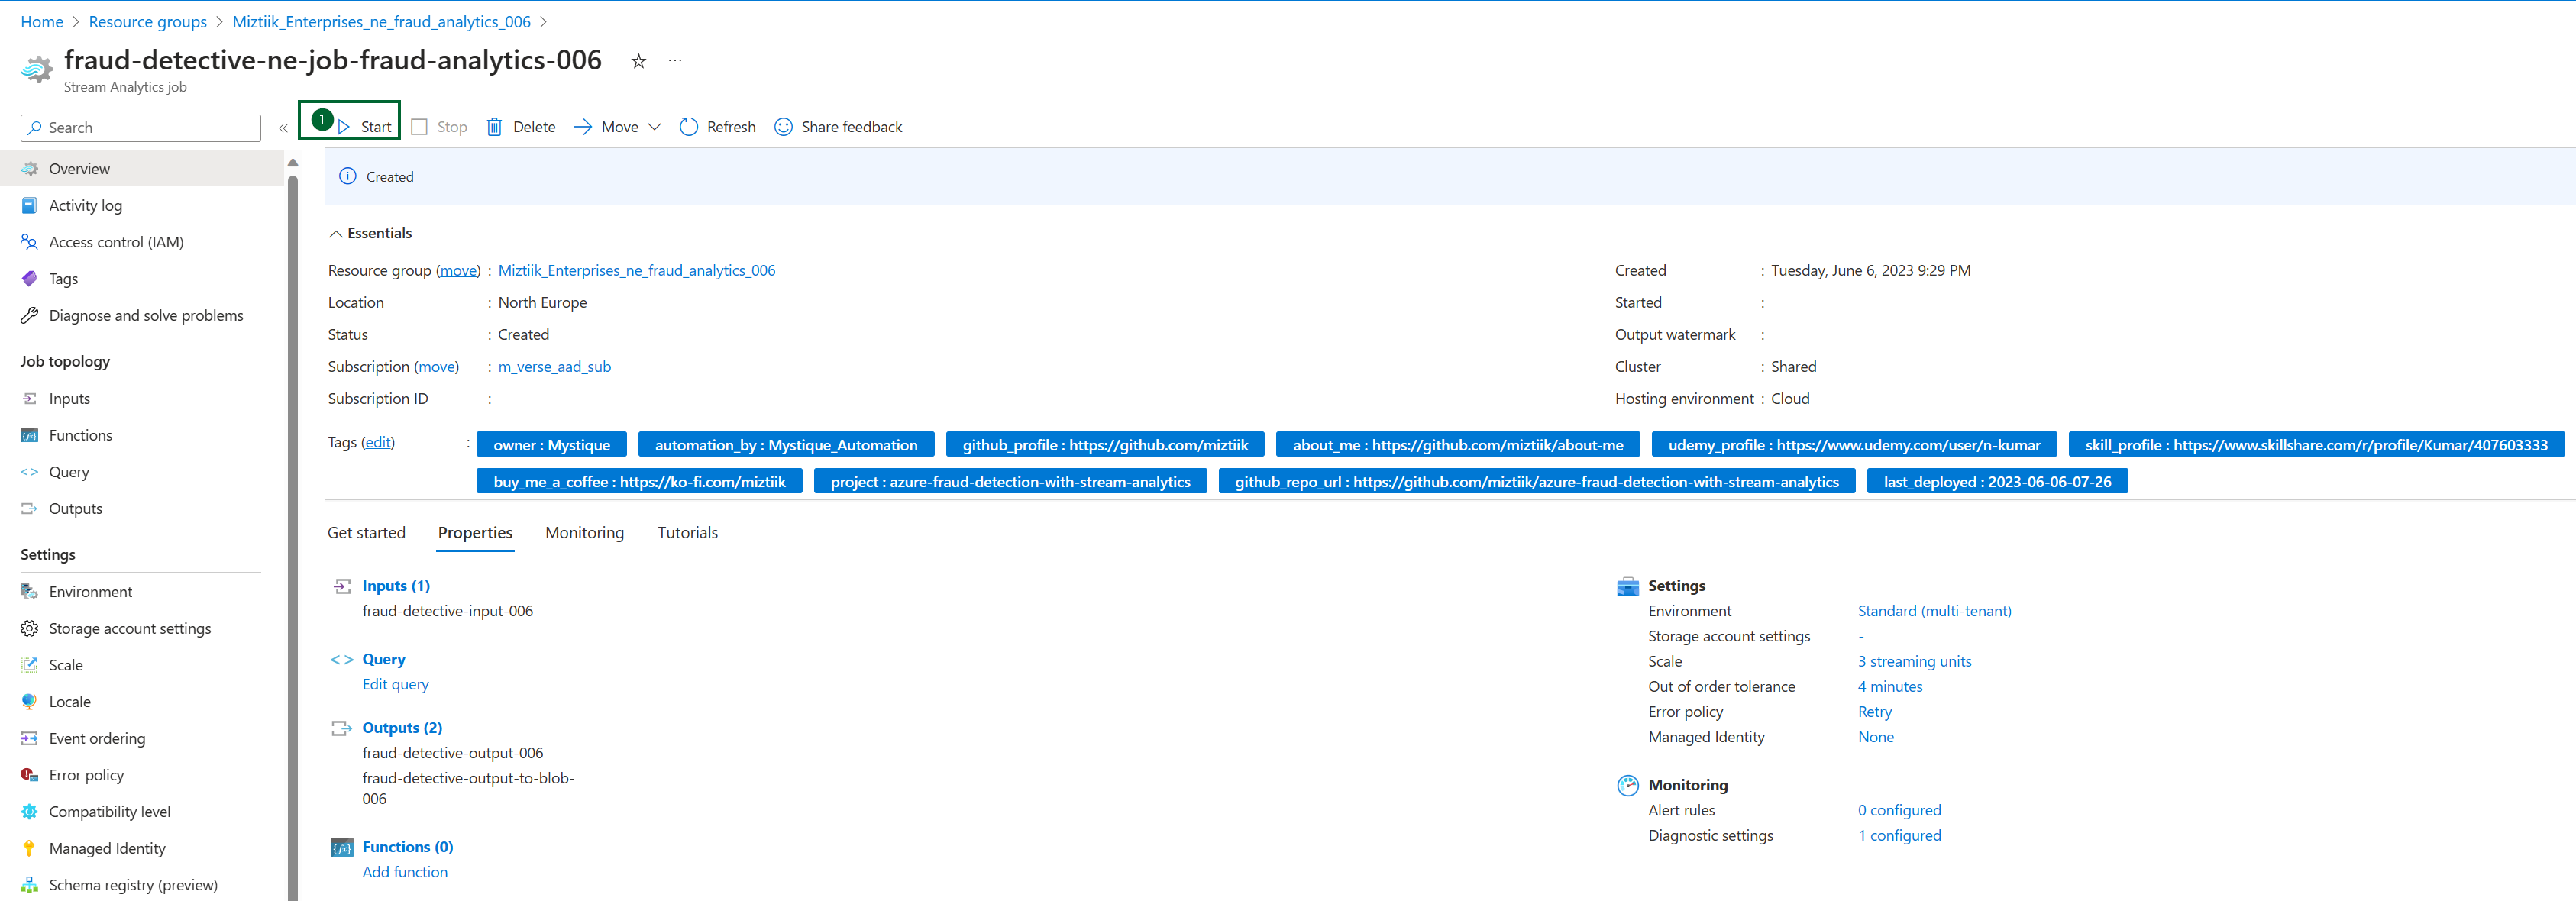 Home > Resource groups > Miztiik_Enterprises_ne_fraud_analytics_006 >
fraud-detective-ne-job-fraud-analytics-006 ☆ ...
Stream Analytics job
Search
«
1 Start Stop Delete Move Refresh Share feedback
Overview
Activity log
Access control (IAM)
Tags
Diagnose and solve problems
Job topology
Inputs
Functions
Query
Outputs
Settings
Environment
Storage account settings
Scale
Locale
Event ordering
Error policy
Compatibility level
Managed Identity
Schema registry (preview)
Created
Essentials
Resource group (move) : Miztiik_Enterprises_ne_fraud_analytics_006
Location : North Europe
Status : Created
Subscription (move) : m_verse_aad_sub
Subscription ID :
Created : Tuesday, June 6, 2023 9:29 PM
Started :
Output watermark :
Cluster : Shared
Hosting environment : Cloud
Tags (edit) : owner : Mystique automation_by : Mystique_Automation github_profile : https://github.com/miztiik about_me : https://github.com/miztiik/about-me udemy_profile : https://www.udemy.com/user/n-kumar skill_profile : https://www.skillshare.com/r/profile/Kumar/407603333
buy_me_a_coffee : https://ko-fi.com/miztiik project : azure-fraud-detection-with-stream-analytics github_repo_url : https://github.com/miztiik/azure-fraud-detection-with-stream-analytics last_deployed : 2023-06-06-07-26
Get started Properties Monitoring Tutorials
Inputs (1)
fraud-detective-input-006
<> Query
Edit query
Outputs (2)
fraud-detective-output-006
fraud-detective-output-to-blob-
006
Functions (0)
Add function
Settings
Environment Standard (multi-tenant)
Storage account settings -
Scale 3 streaming units
Out of order tolerance 4 minutes
Error policy Retry
Managed Identity None
Monitoring
Alert rules 0 configured
Diagnostic settings 1 configured